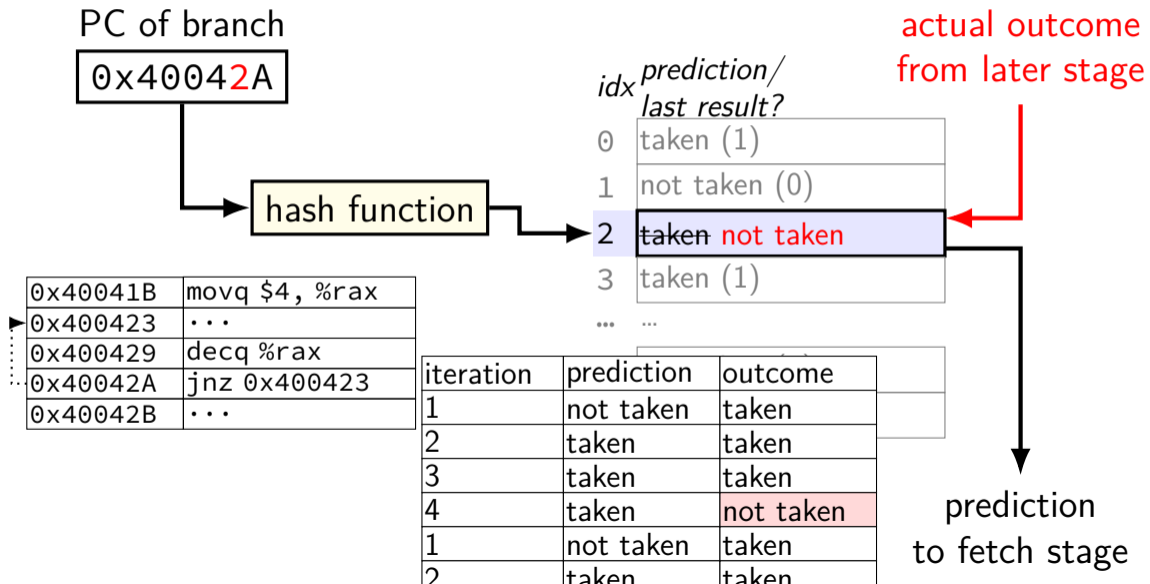 PC of branch
0x40042A
hash function
idx
prediction/
last result?
0 taken (1)
1 not taken (0)
2 taken not taken
3 taken (1)
... ...
actual outcome
from later stage
prediction
to fetch stage
0x40041B movq $4, %rax
0x400423 ...
0x400429 decq %rax
0x40042A jnz 0x400423
0x40042B ...
iteration prediction outcome
1 not taken taken
2 taken taken
3 taken taken
4 taken not taken
1 not taken taken
2 taken taken